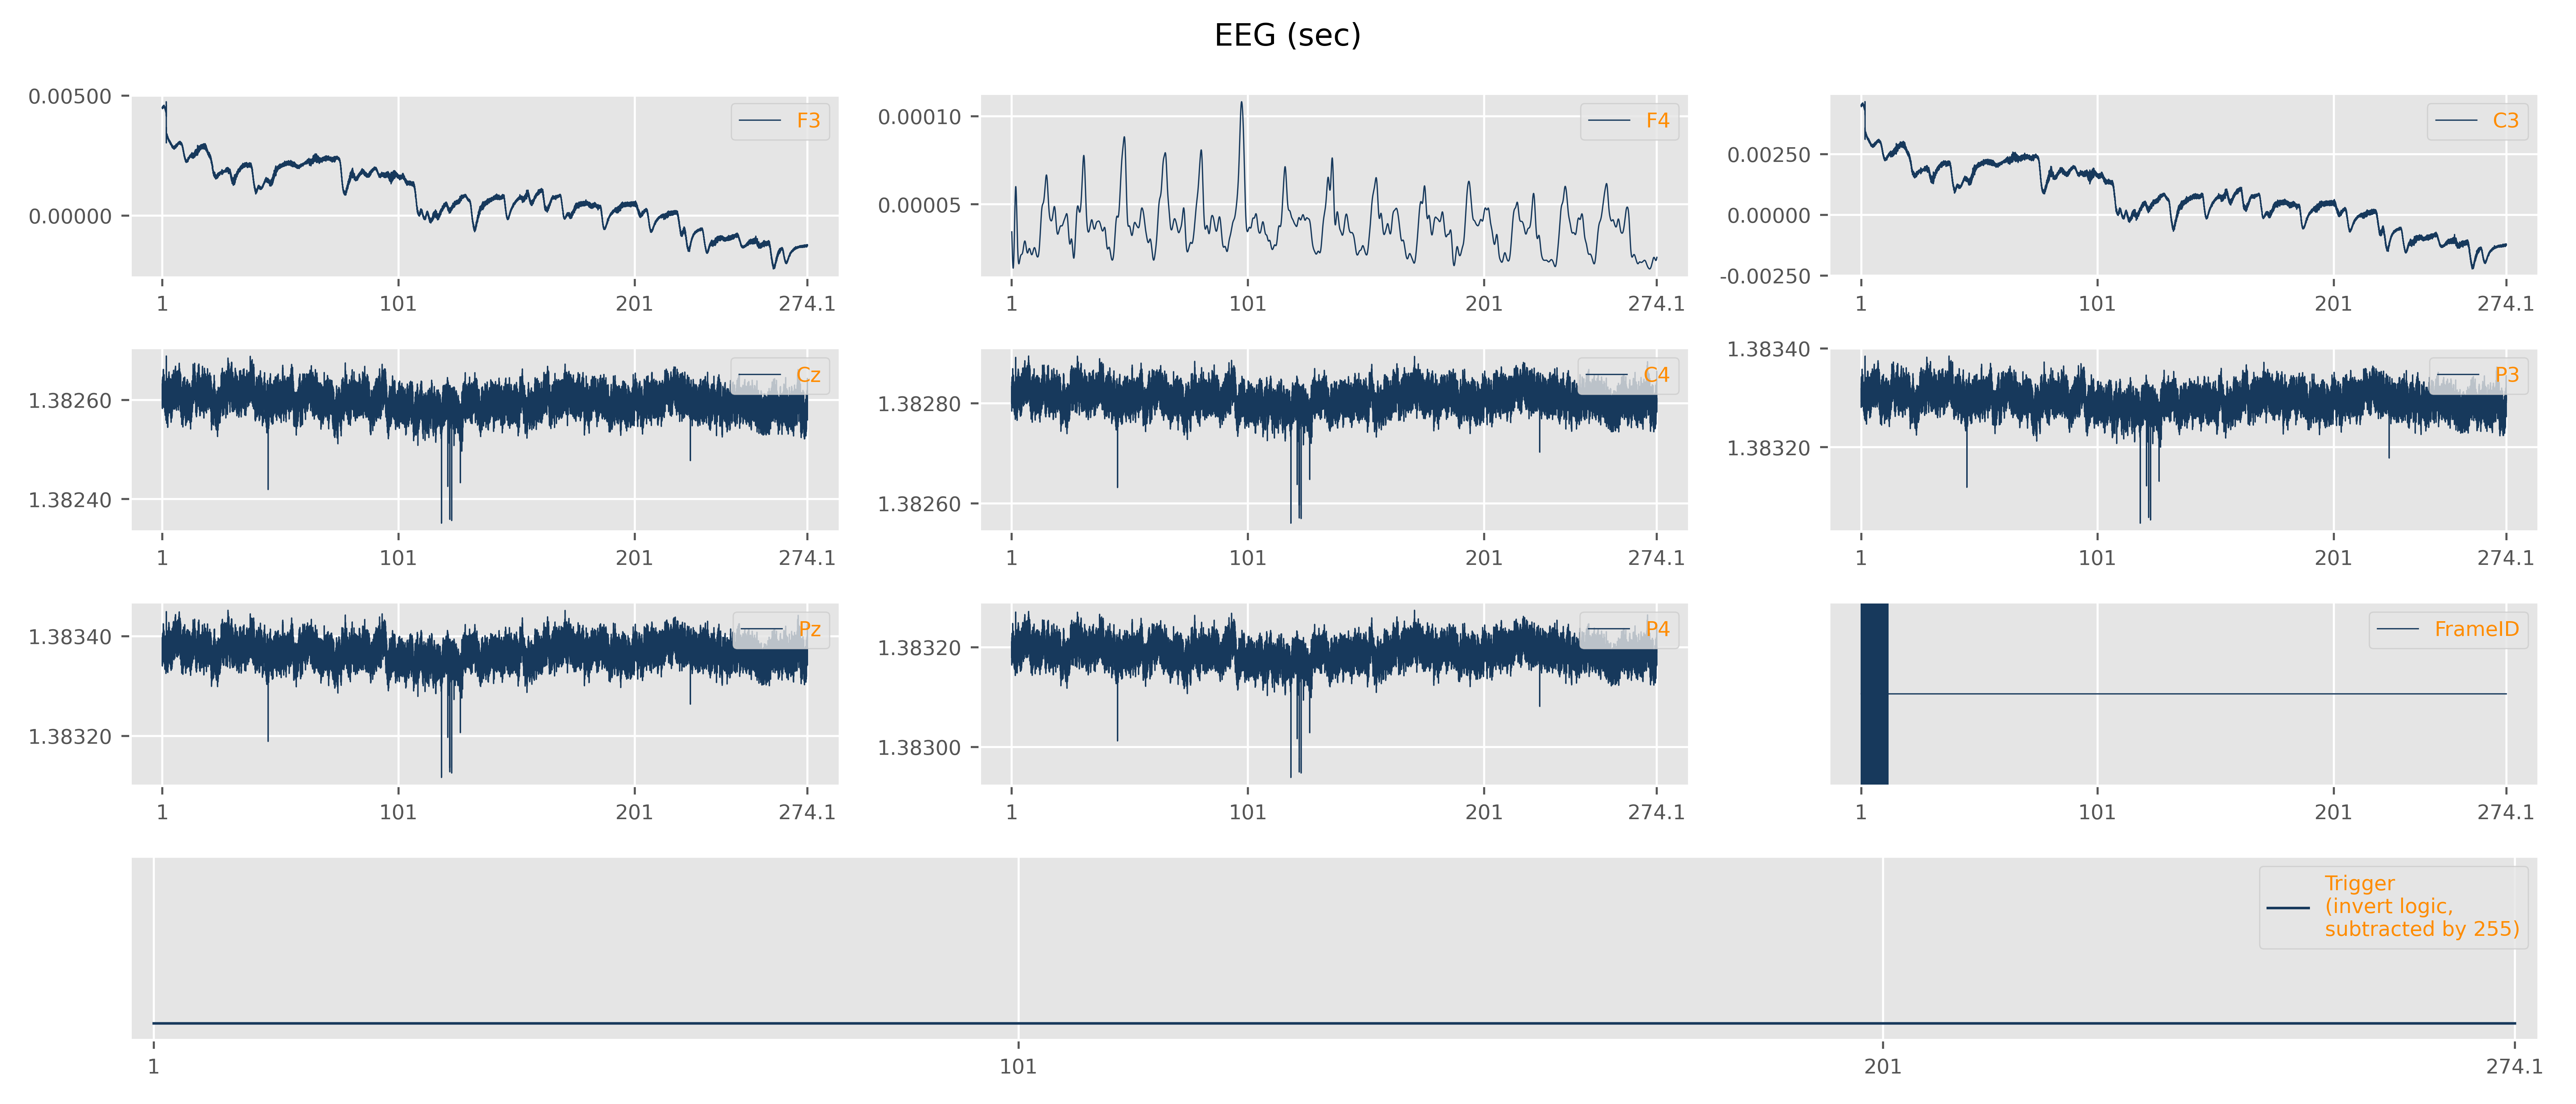 EEG (sec)
0.00500
0.00000
F3
1 101 201 274.1
0.00010
0.00005
F4
1 101 201 274.1
0.00250
0.00000
-0.00250
C3
1 101 201 274.1
1.38260
1.38240
Cz
1 101 201 274.1
1.38280
1.38260
C4
1 101 201 274.1
1.38340
1.38320
P3
1 101 201 274.1
1.38340
1.38320
Pz
1 101 201 274.1
1.38320
1.38300
P4
1 101 201 274.1
FrameID
1 101 201 274.1
Trigger
(invert logic,
subtracted by 255)
1 101 201 274.1